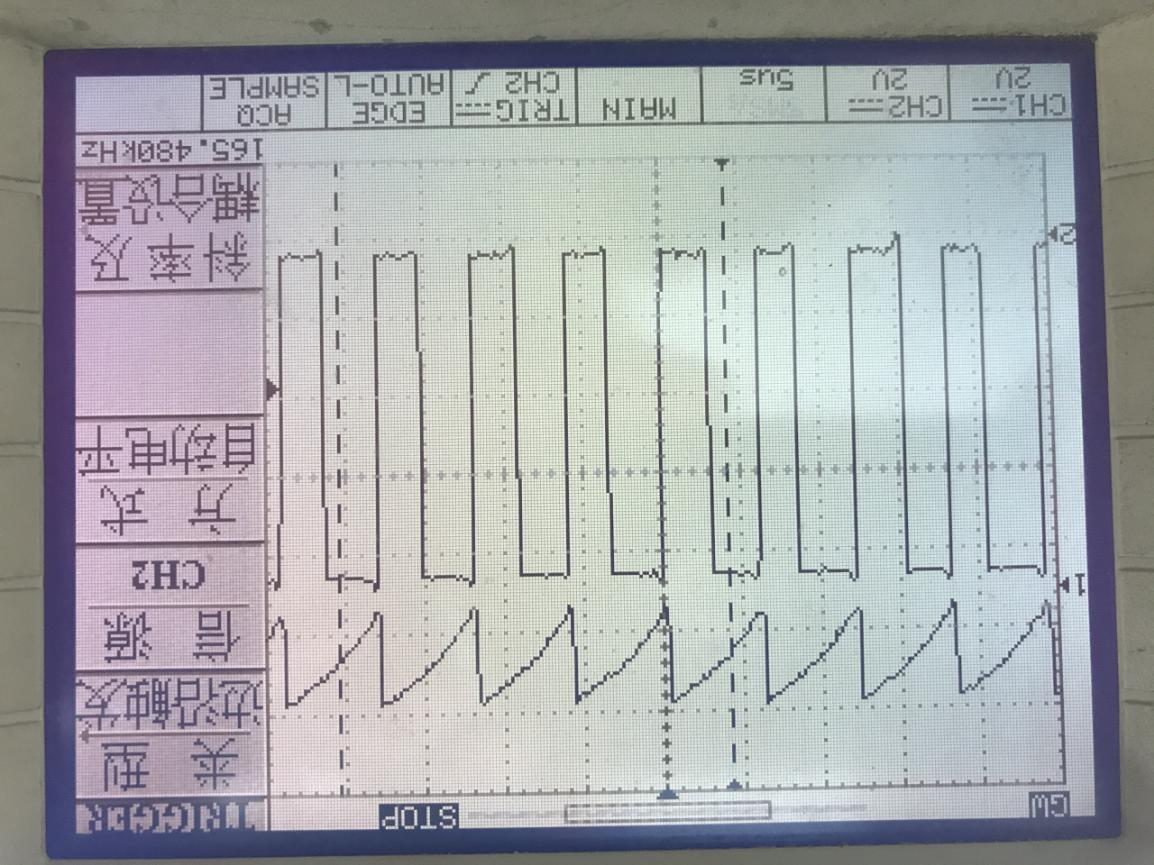 GW STOP TRIGGER
类 型
边沿触发
信 源
CH2
方 式
自动电平
斜率及
耦合设置
165.480kHz
1
2
CH1 CH2 MAIN TRIG EDGE ACQ
2V 2V 5us CH2 AUTO-L SAMPLE